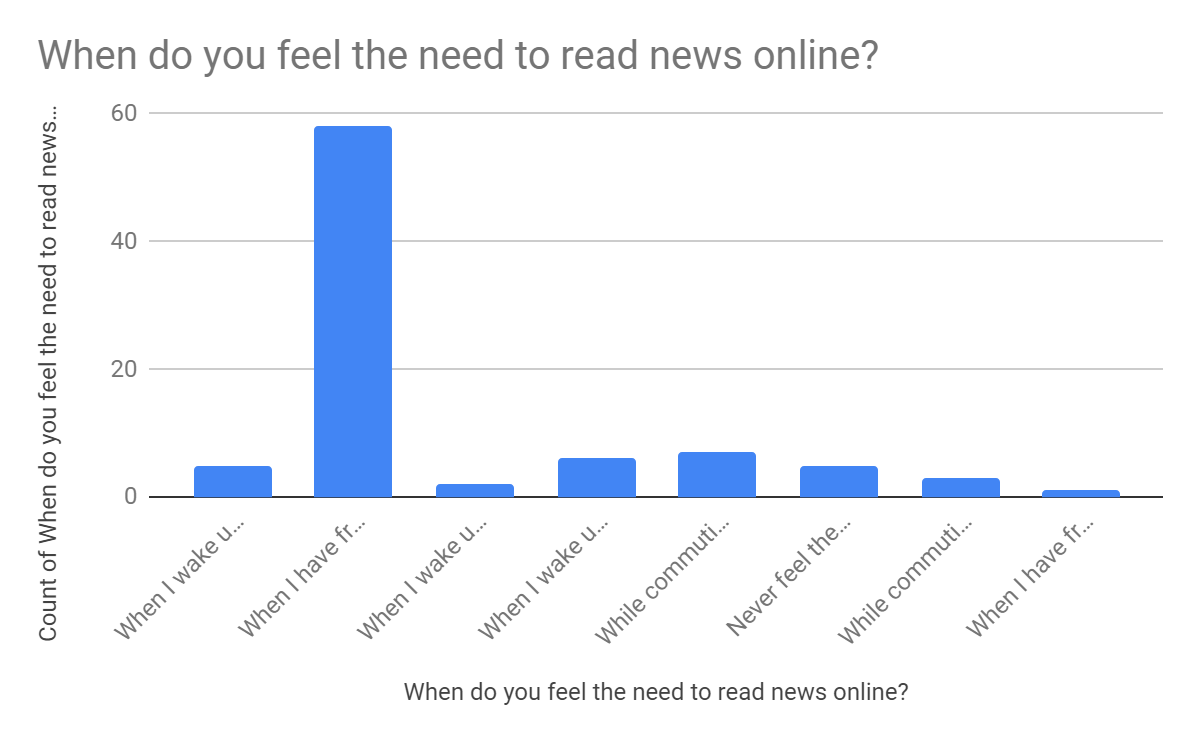 When do you feel the need to read news online?
Count of When do you feel the need to read news...
60
40
20
0
When I wake u...
When I have fr...
When I wake u...
When I wake u...
While commuti...
Never feel the...
While commuti...
When I have fr...
When do you feel the need to read news online?